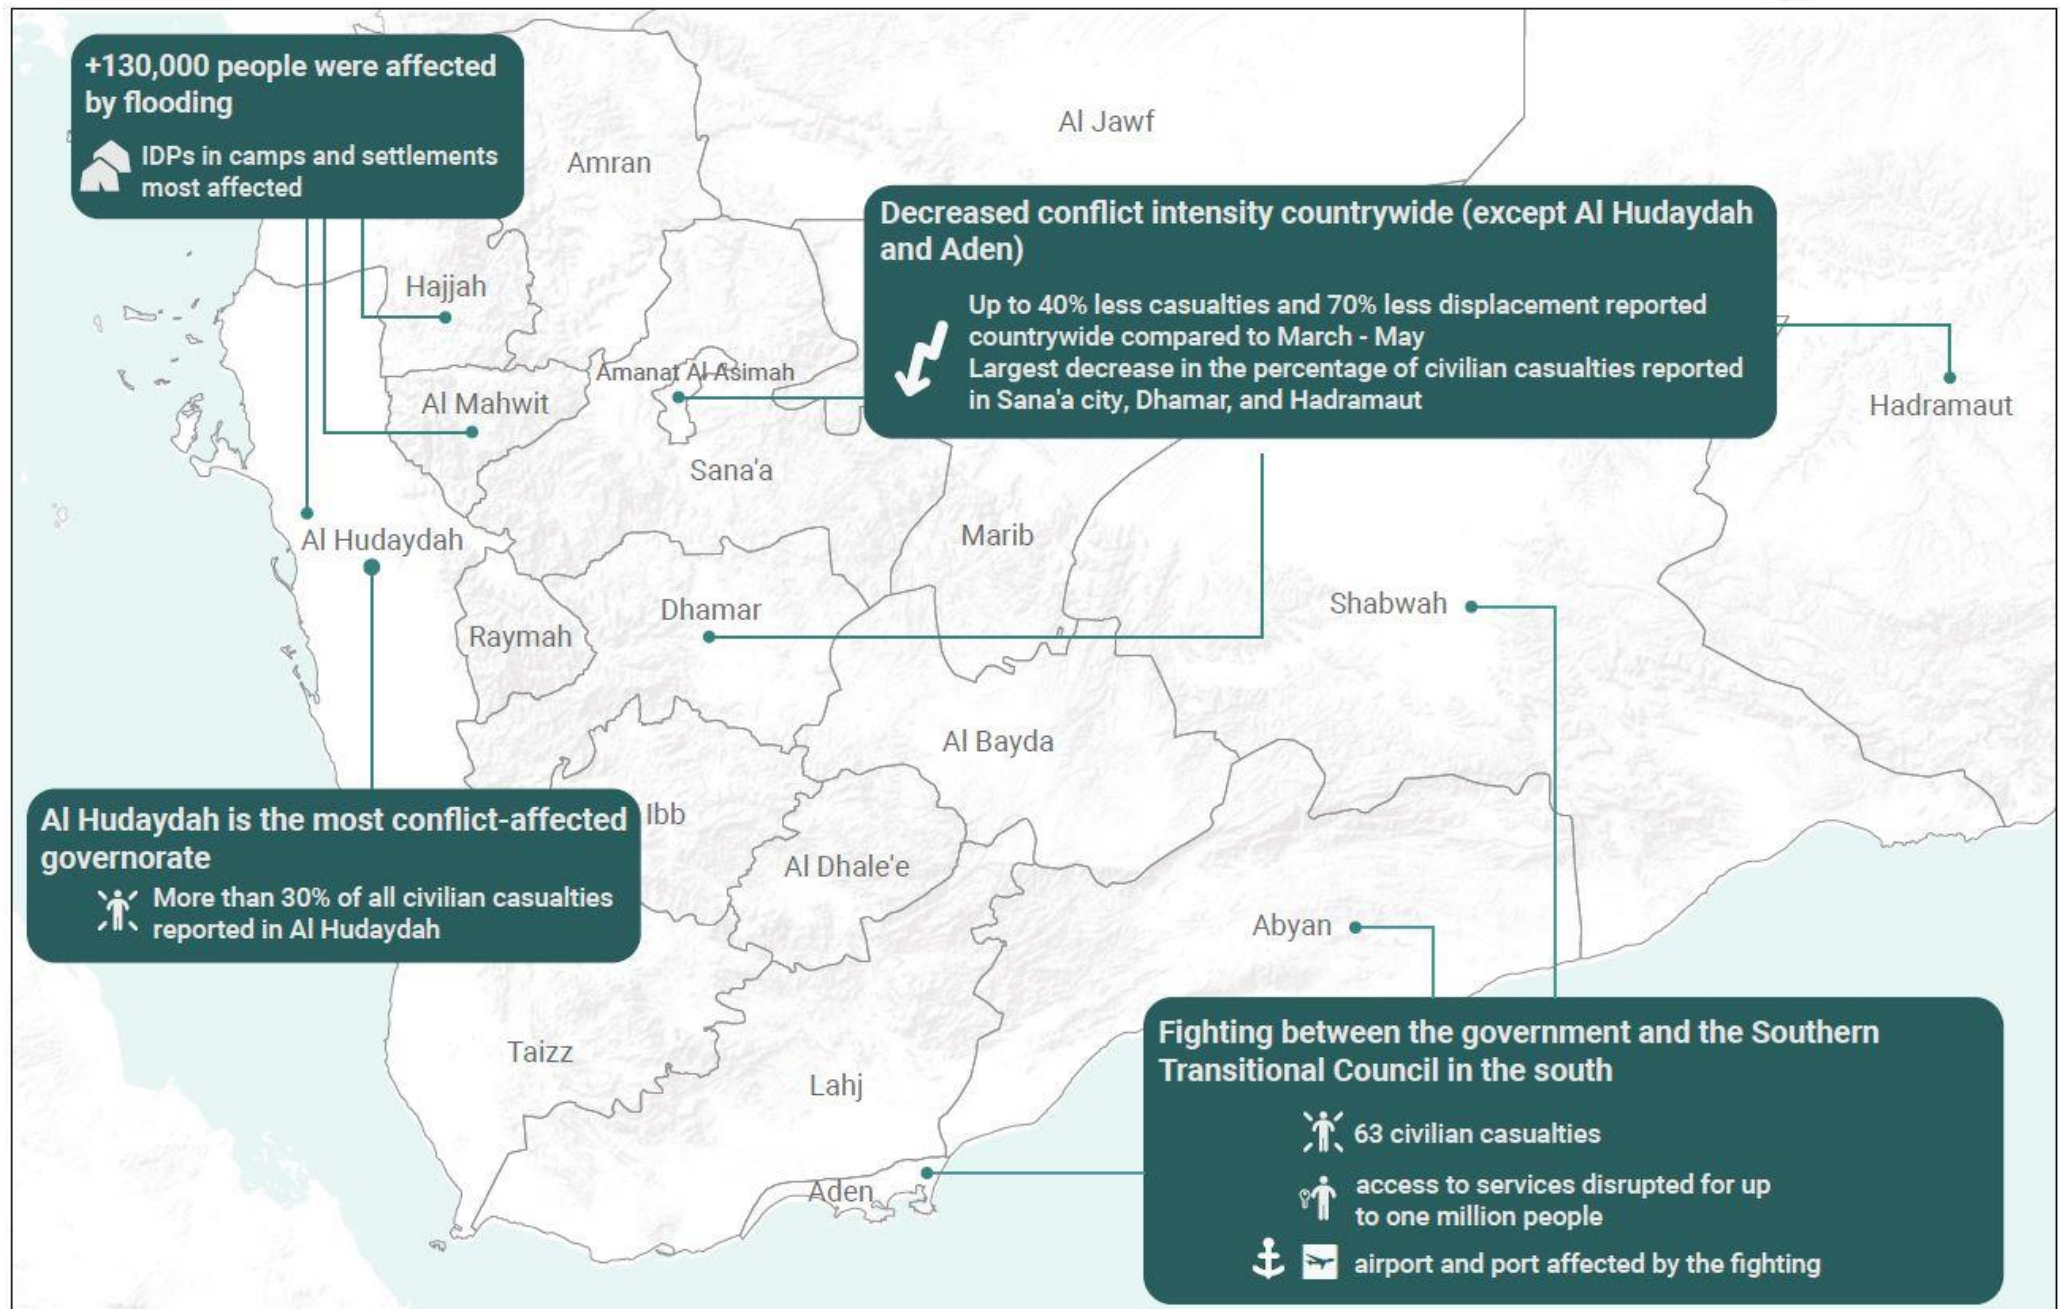 +130,000 people were affected
by flooding
IDPs in camps and settlements
most affected
Al Jawf
Amran
Decreased conflict intensity countrywide (except Al Hudaydah
and Aden)
Up to 40% less casualties and 70% less displacement reported
countrywide compared to March - May
Largest decrease in the percentage of civilian casualties reported
in Sana'a city, Dhamar, and Hadramaut
Hajjah
Amanat Al Asimah
Al Mahwit
Hadramaut
Sana'a
Al Hudaydah
Marib
Dhamar
Shabwah
Raymah
Al Bayda
Al Hudaydah is the most conflict-affected
governorate
More than 30% of all civilian casualties
reported in Al Hudaydah
Ibb
Al Dhale'e
Abyan
Taizz
Lahj
Aden
Fighting between the government and the Southern
Transitional Council in the south
63 civilian casualties
access to services disrupted for up
to one million people
airport and port affected by the fighting